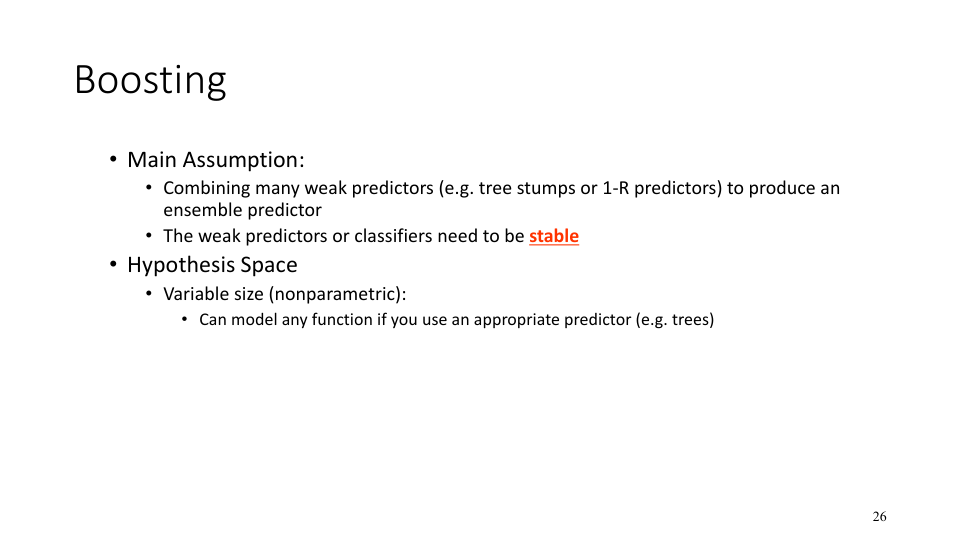 Boosting
• Main Assumption:
• Combining many weak predictors (e.g. tree stumps or 1-R predictors) to produce an
ensemble predictor
• The weak predictors or classifiers need to be stable
• Hypothesis Space
• Variable size (nonparametric):
• Can model any function if you use an appropriate predictor (e.g. trees)
26